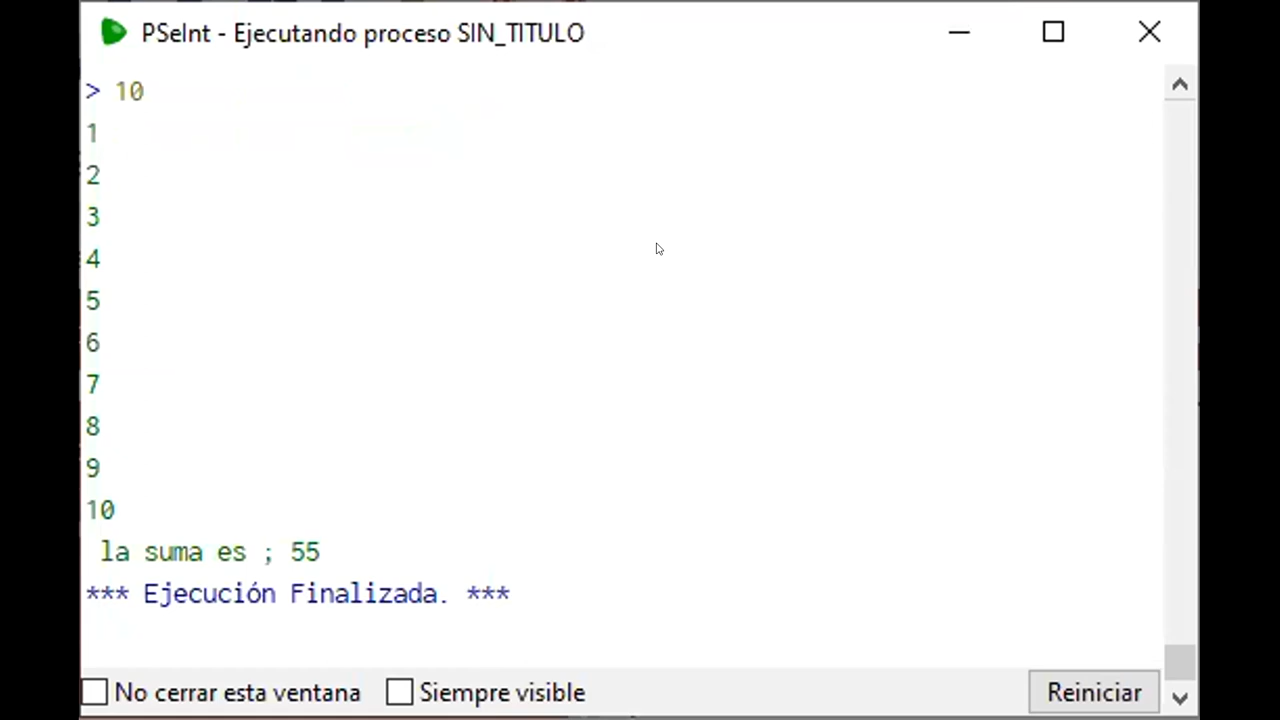 PSeInt - Ejecutando proceso SIN_TITULO
> 10
1
2
3
4
5
6
7
8
9
10
la suma es ; 55
*** Ejecución Finalizada. ***
No cerrar esta ventana Siempre visible Reiniciar